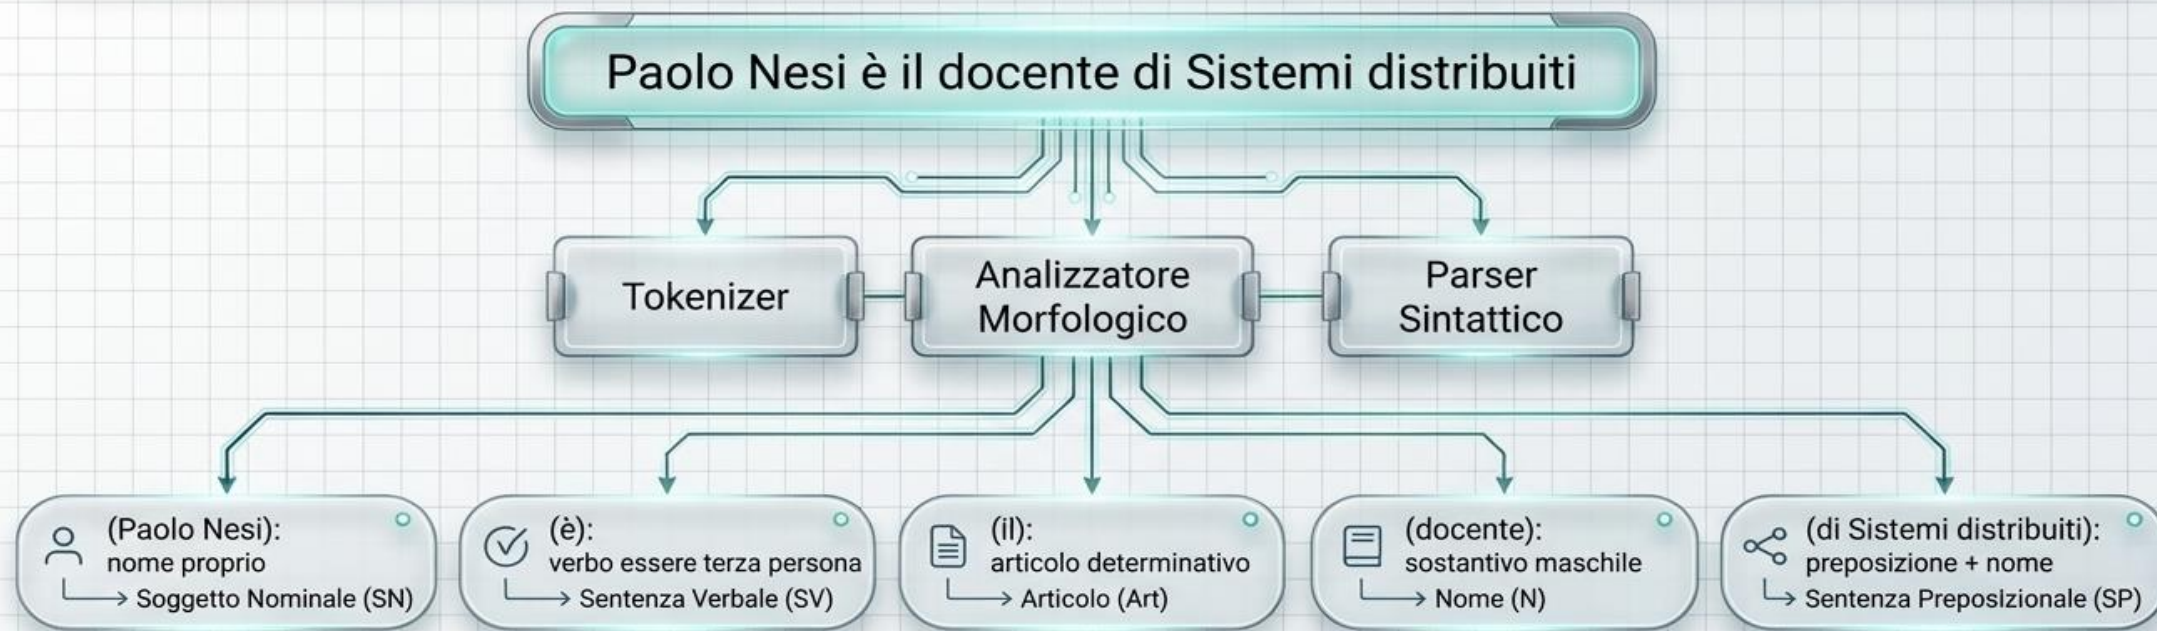 Paolo Nesi è il docente di Sistemi distribuiti
Tokenizer
Analizzatore
Morfologico
Parser
Sintattico
(Paolo Nesi):
nome proprio
Soggetto Nominale (SN)
(è):
verbo essere terza persona
Sentenza Verbale (SV)
(il):
articolo determinativo
Articolo (Art)
(docente):
sostantivo maschile
Nome (N)
(di Sistemi distribuiti):
preposizione + nome
Sentenza Preposizionale (SP)